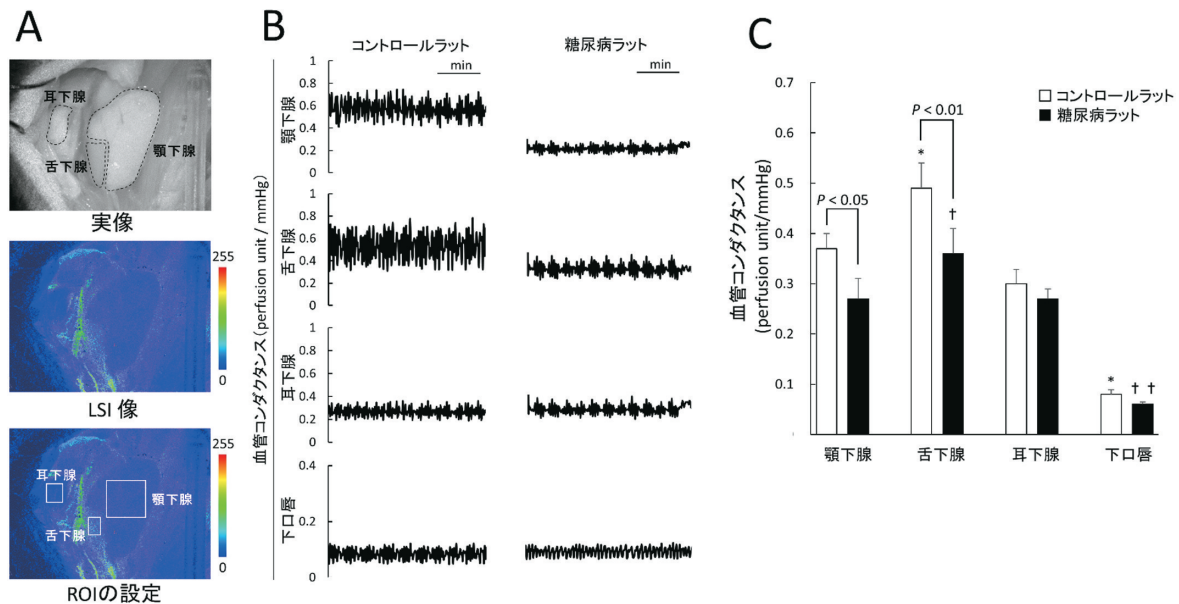 A
耳下腺
舌下腺
顎下腺
実像
255
0
LSI 像
255
0
耳下腺
舌下腺
顎下腺
ROIの設定
B
コントロールラット
糖尿病ラット
min
min
血管コンダクタンス(perfusion unit / mmHg)
顎下腺
1
0.8
0.6
0.4
0.2
0
舌下腺
1
0.8
0.6
0.4
0.2
0
耳下腺
1
0.8
0.6
0.4
0.2
0
下口唇
0.4
0.2
0
C
血管コンダクタンス
(perfusion unit/mmHg)
0.7
0.6
0.5
0.4
0.3
0.2
0.1
コントロールラット
糖尿病ラット
P < 0.05
P < 0.01
*
†
*
† †
顎下腺
舌下腺
耳下腺
下口唇